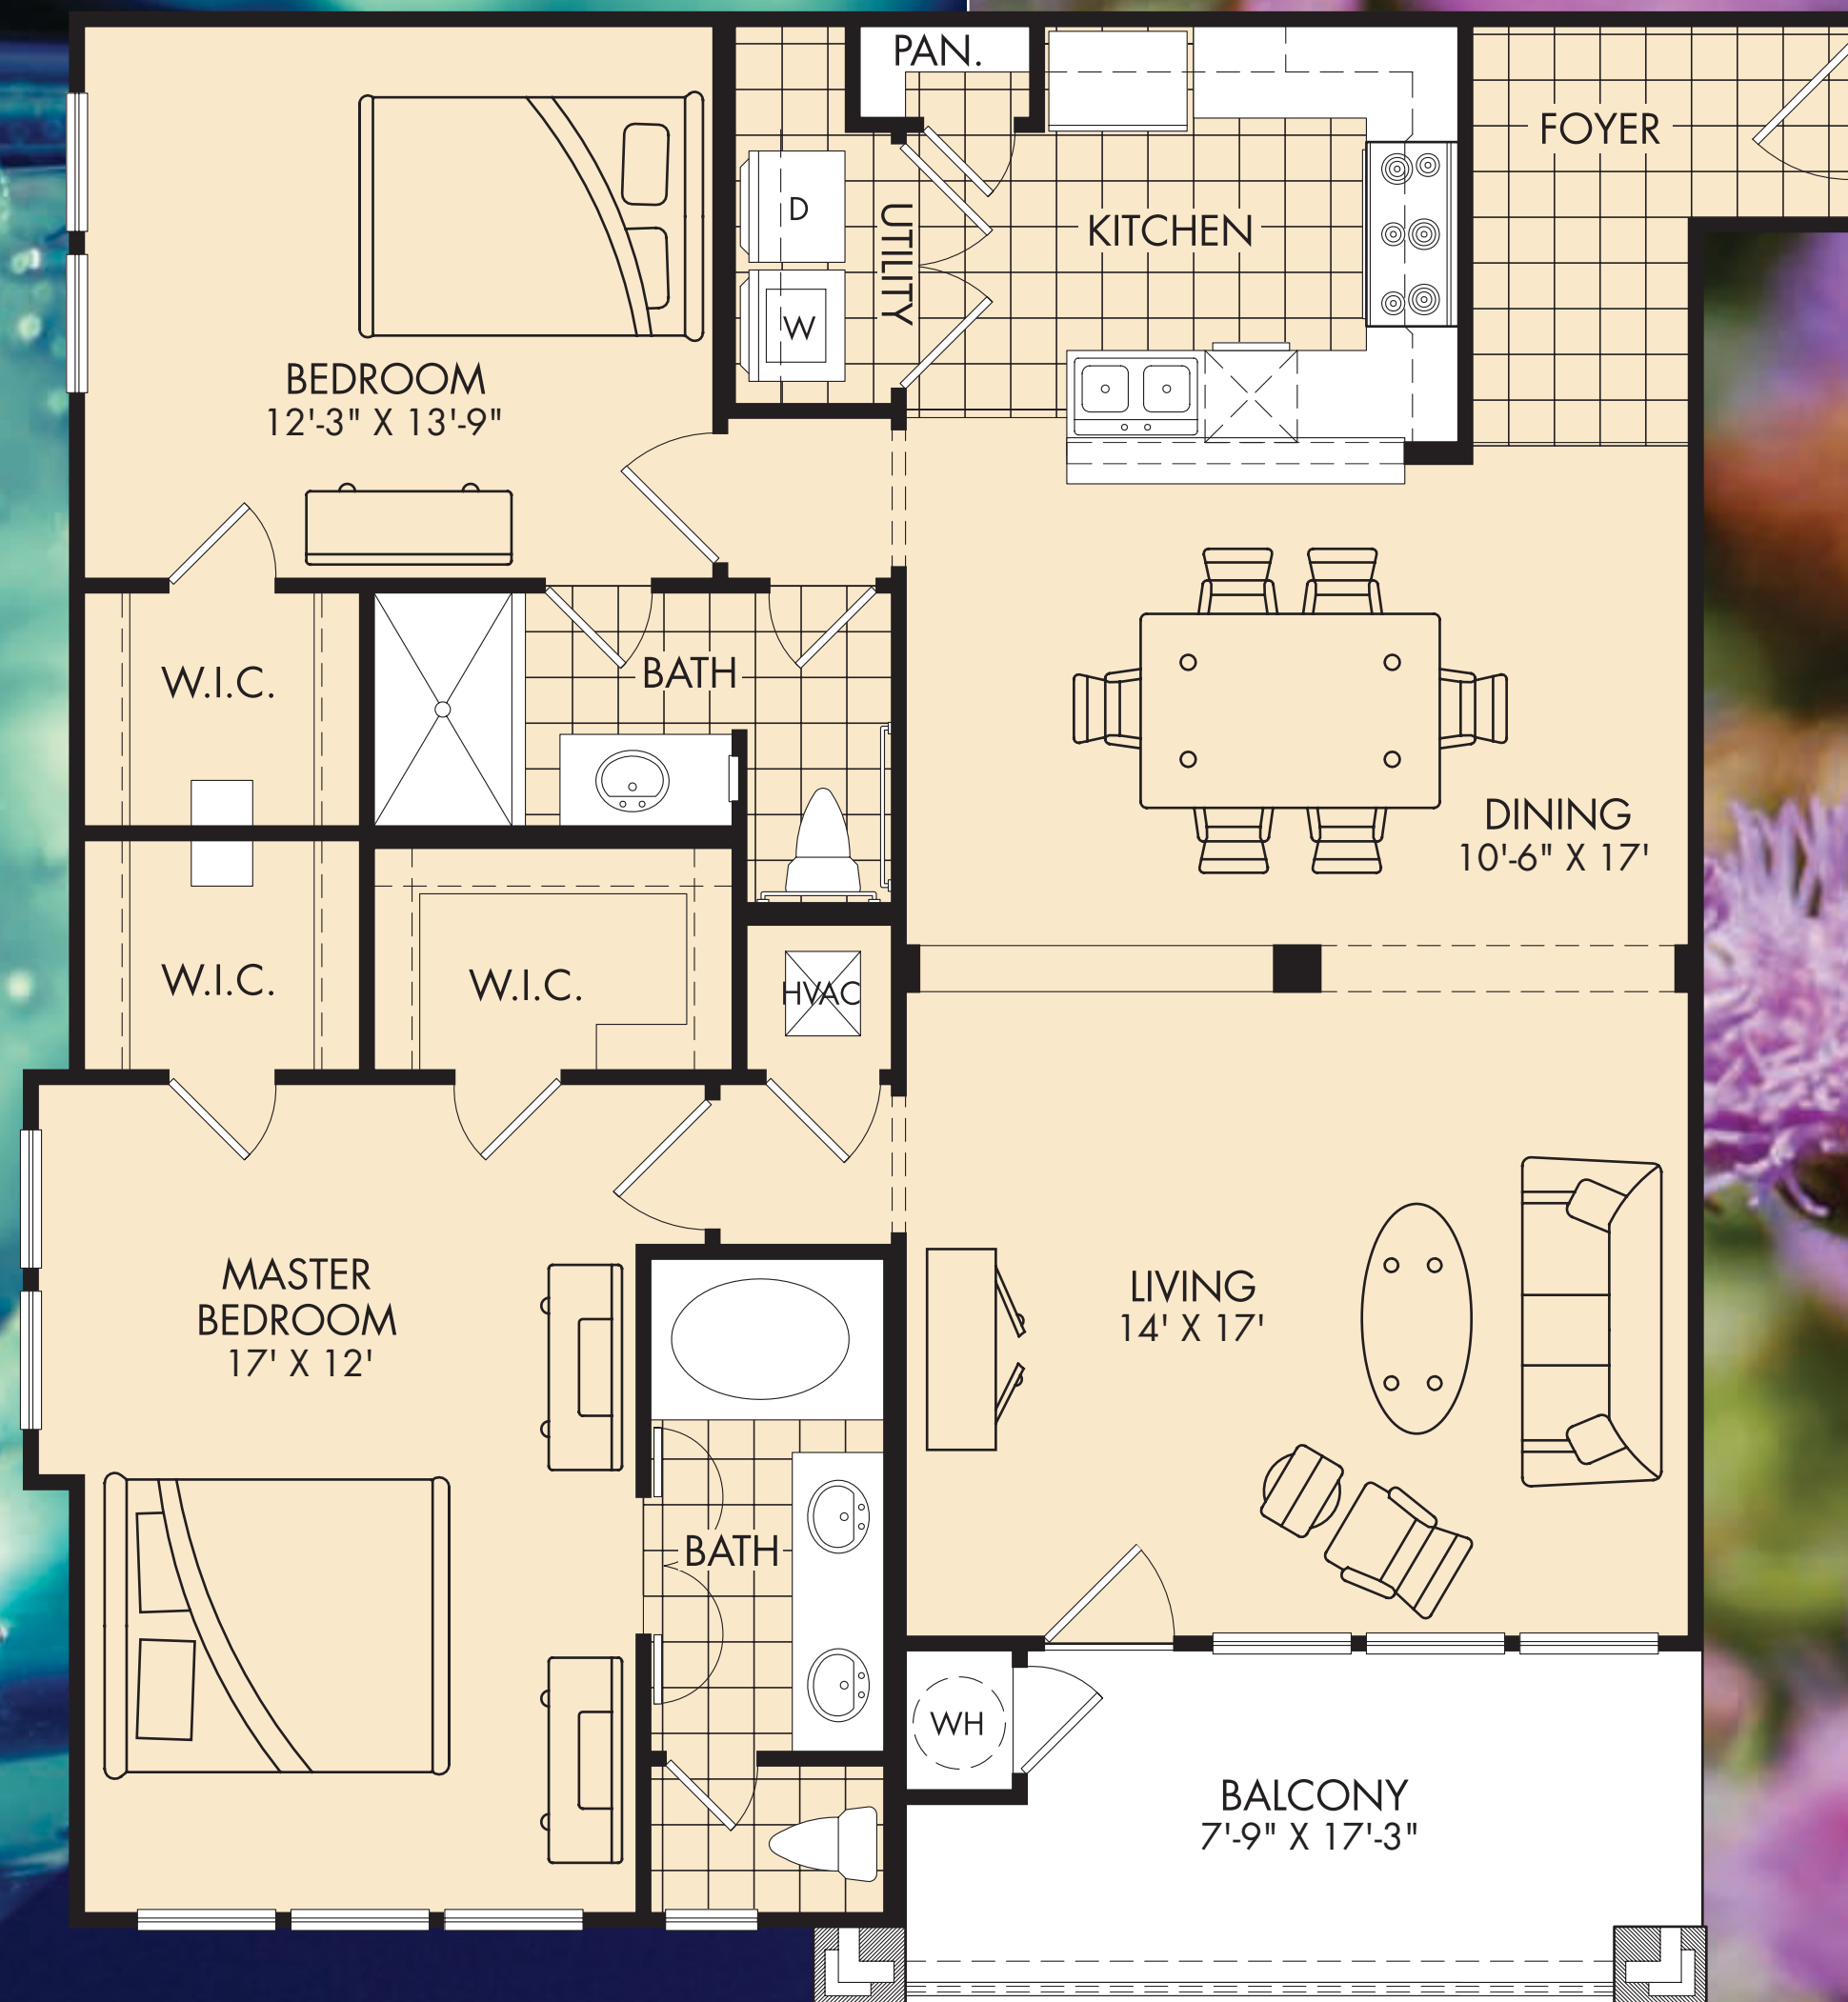 PAN.
FOYER
D
UTILITY
KITCHEN
W
BEDROOM
12'-3" X 13'-9"
W.I.C.
BATH
DINING
10'-6" X 17'
W.I.C.
W.I.C.
HVAC
MASTER
BEDROOM
17' X 12'
LIVING
14' X 17'
BATH
WH
BALCONY
7'-9" X 17'-3"